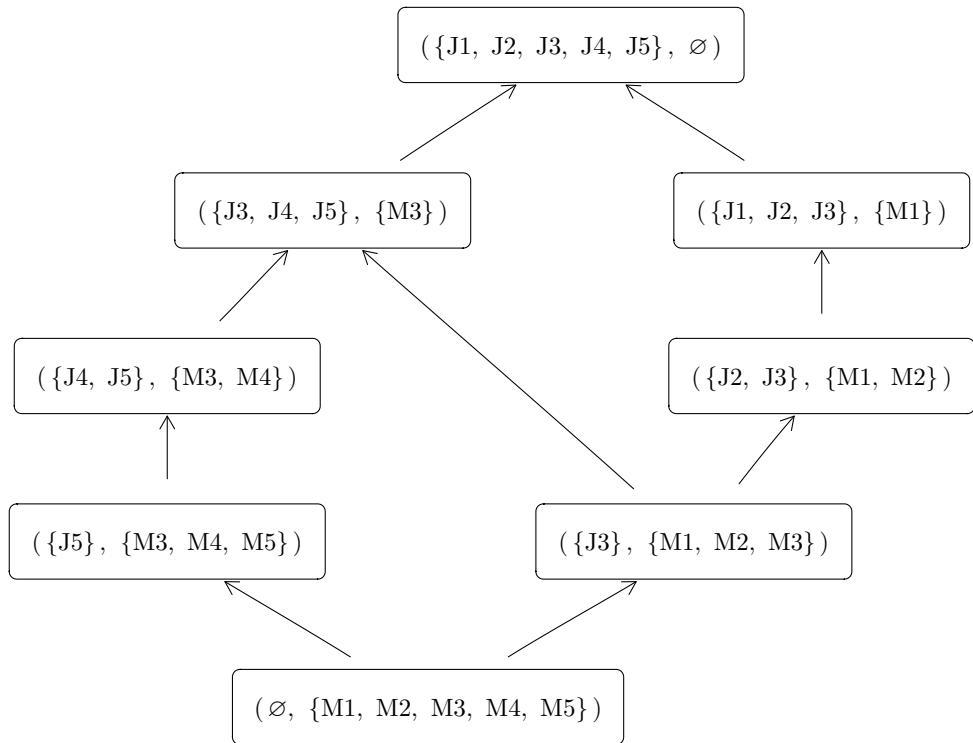 ({J1, J2, J3, J4, J5}, ∅)
({J3, J4, J5}, {M3})
({J1, J2, J3}, {M1})
({J4, J5}, {M3, M4})
({J2, J3}, {M1, M2})
({J5}, {M3, M4, M5})
({J3}, {M1, M2, M3})
(∅, {M1, M2, M3, M4, M5})